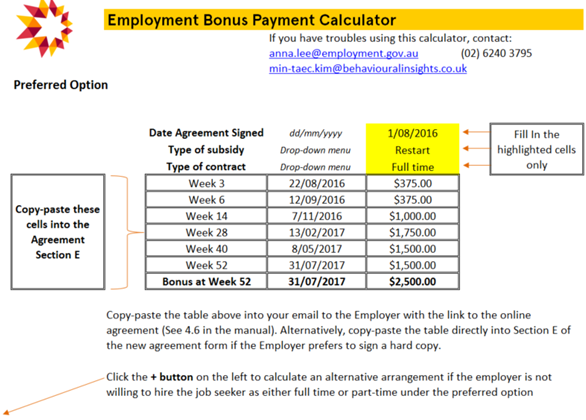 Employment Bonus Payment Calculator
If you have troubles using this calculator, contact:
anna.lee@employment.gov.au (02) 6240 3795
min-taec.kim@behaviouralinsights.co.uk
Preferred Option
Date Agreement Signed dd/mm/yyyy 1/08/2016
Type of subsidy Drop-down menu Restart
Type of contract Drop-down menu Full time
Fill In the
highlighted cells
only
Copy-paste these
cells into the
Agreement
Section E
Week 3 22/08/2016 $375.00
Week 6 12/09/2016 $375.00
Week 14 7/11/2016 $1,000.00
Week 28 13/02/2017 $1,750.00
Week 40 8/05/2017 $1,500.00
Week 52 31/07/2017 $1,500.00
Bonus at Week 52 31/07/2017 $2,500.00
Copy-paste the table above into your email to the Employer with the link to the online
agreement (See 4.6 in the manual). Alternatively, copy-paste the table directly into Section E of
the new agreement form if the Employer prefers to sign a hard copy.
Click the + button on the left to calculate an alternative arrangement if the employer is not
willing to hire the job seeker as either full time or part-time under the preferred option